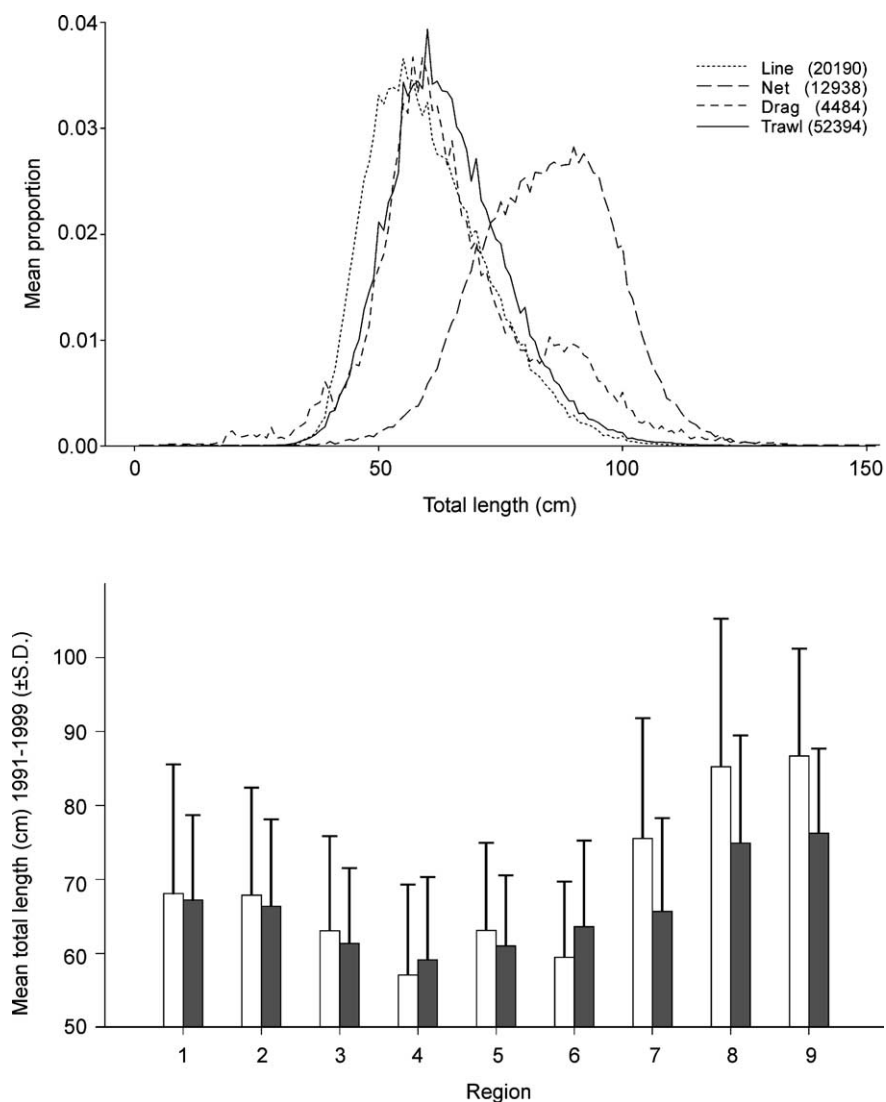 0.04
0.03
0.02
0.01
0.00
Mean proportion
Line (20190)
Net (12938)
Drag (4484)
Trawl (52394)
0 50 100 150
Total length (cm)
Mean total length (cm) 1991-1999 (±S.D.)
100
90
80
70
60
50
1 2 3 4 5 6 7 8 9
Region